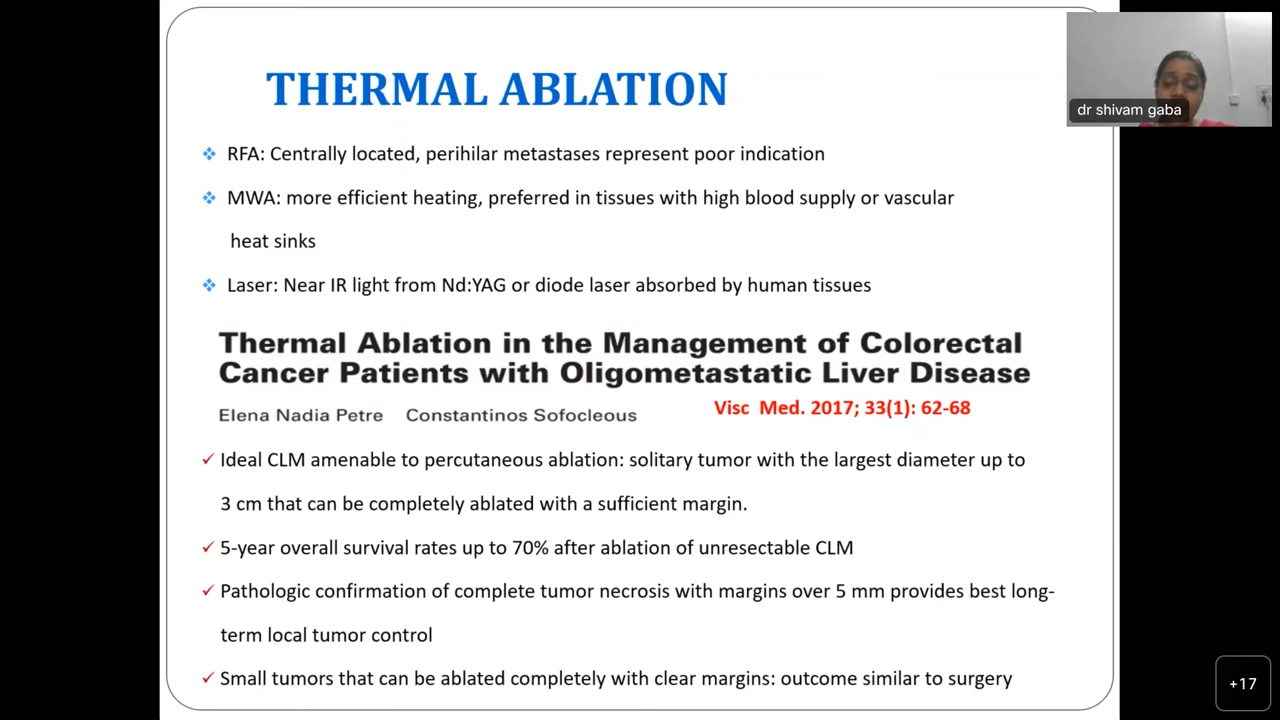 THERMAL ABLATION
dr shivam gaba
RFA: Centrally located, perihilar metastases represent poor indication
MWA: more efficient heating, preferred in tissues with high blood supply or vascular
heat sinks
Laser: Near IR light from Nd:YAG or diode laser absorbed by human tissues
Thermal Ablation in the Management of Colorectal
Cancer Patients with Oligometastatic Liver Disease
Elena Nadia Petre Constantinos Sofocleous
Visc Med. 2017; 33(1): 62-68
Ideal CLM amenable to percutaneous ablation: solitary tumor with the largest diameter up to
3 cm that can be completely ablated with a sufficient margin.
5-year overall survival rates up to 70% after ablation of unresectable CLM
Pathologic confirmation of complete tumor necrosis with margins over 5 mm provides best long-
term local tumor control
Small tumors that can be ablated completely with clear margins: outcome similar to surgery
+17